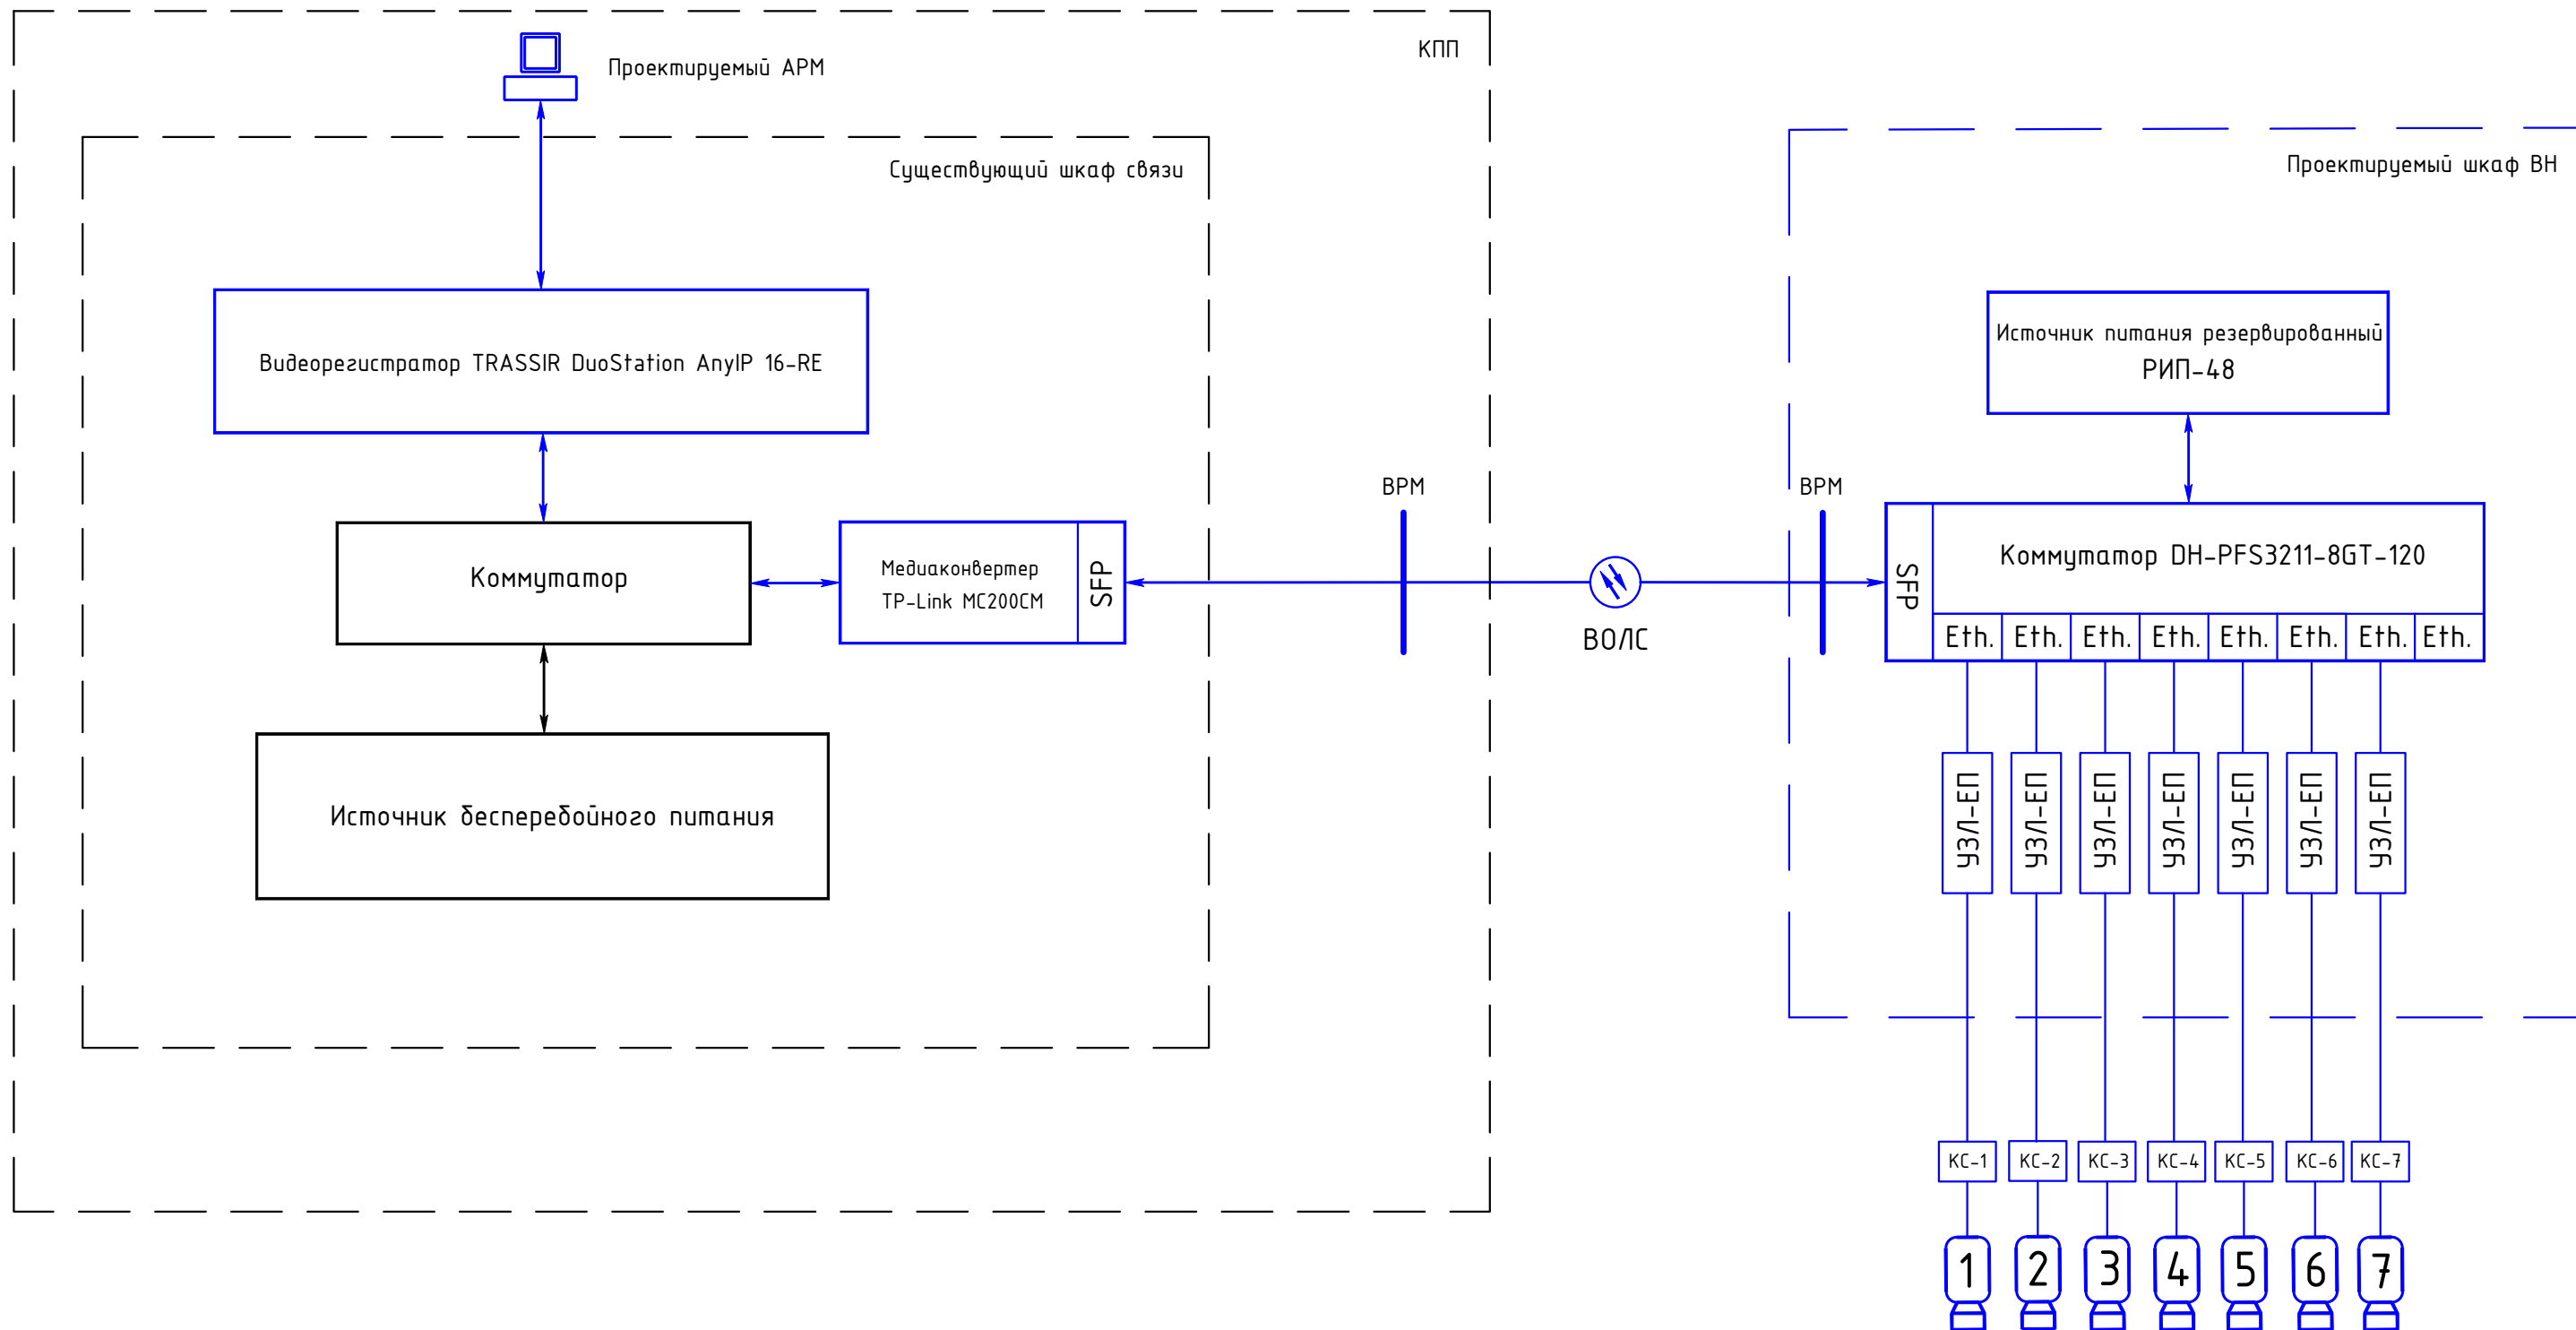 КПП
Проектируемый АРМ
Существующий шкаф связи
Видеорегистратор TRASSIR DuoStation AnyIP 16-RE
Коммутатор
Медиаконвертер
TP-Link MC200CM
SFP
Источник бесперебойного питания
ВРМ
ВОЛС
ВРМ
Проектируемый шкаф ВН
Источник питания резервированный
РИП-48
SFP
Коммутатор DH-PFS3211-8GT-120
Eth. Eth. Eth. Eth. Eth. Eth. Eth. Eth.
УЗЛ-ЕП УЗЛ-ЕП УЗЛ-ЕП УЗЛ-ЕП УЗЛ-ЕП УЗЛ-ЕП УЗЛ-ЕП
КС-1 КС-2 КС-3 КС-4 КС-5 КС-6 КС-7
1 2 3 4 5 6 7